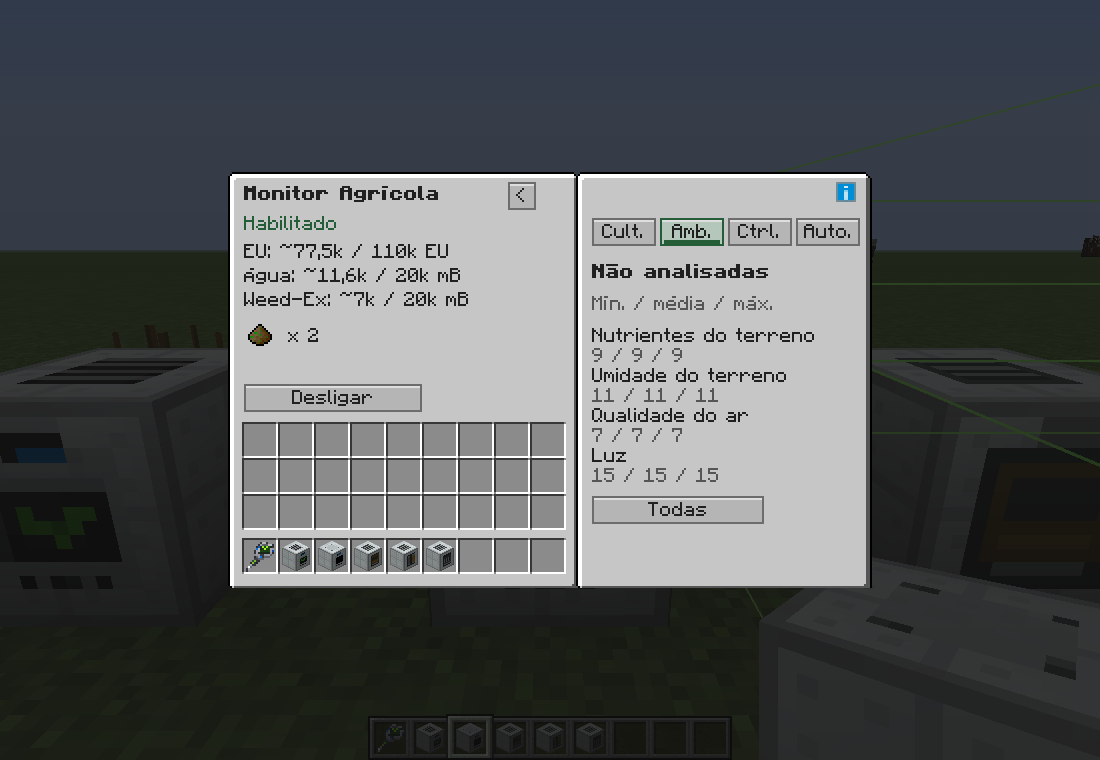 Monitor Agrícola
<
Habilitado
EU: ~77,5k / 110k EU
Água: ~11,6k / 20k mB
Weed-Ex: ~7k / 20k mB
x 2
Desligar
i
Cult. Amb. Ctrl. Auto.
Não analisadas
Mín. / média / máx.
Nutrientes do terreno
9 / 9 / 9
Umidade do terreno
11 / 11 / 11
Qualidade do ar
7 / 7 / 7
Luz
15 / 15 / 15
Todas